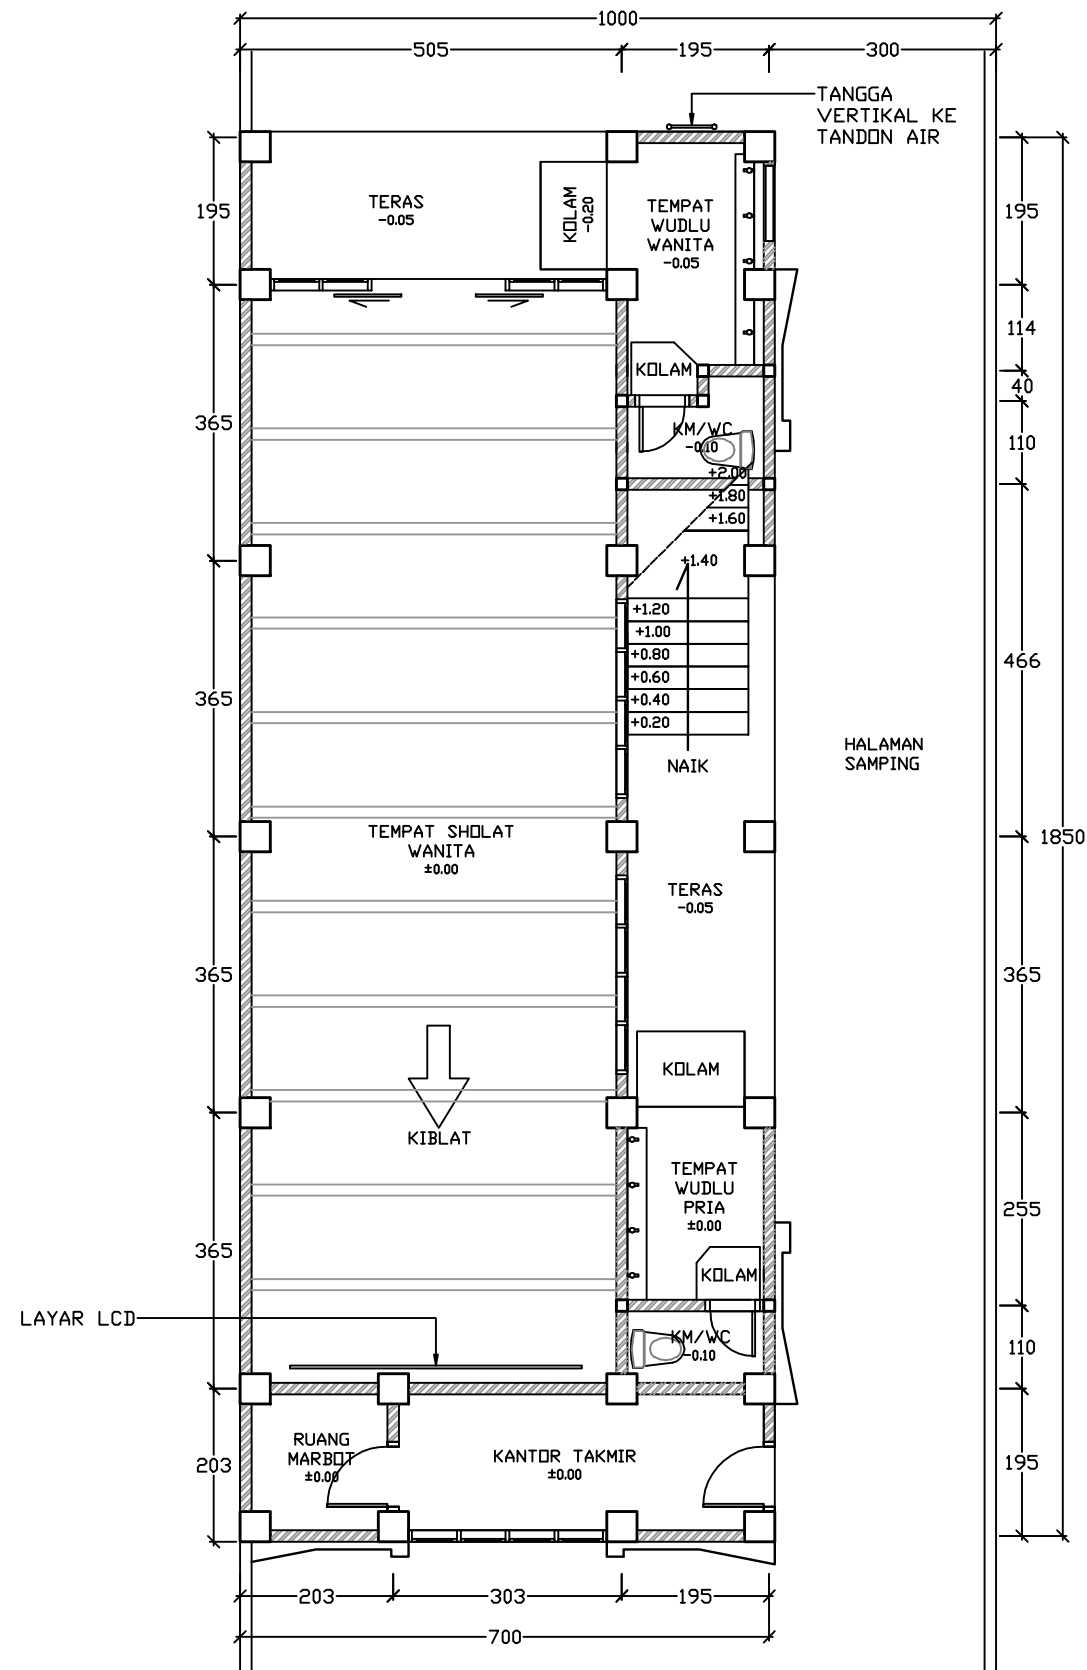 1000
505
195
300
TANGGA
VERTIKAL KE
TANDON AIR
TERAS
-0.05
KOLAM
-0.20
TEMPAT
WUDLU
WANITA
-0.05
195
195
114
KOLAM
40
365
KM/WC
-0.10
110
+2.00
+1.80
+1.60
+1.40
+1.20
+1.00
+0.80
+0.60
+0.40
+0.20
NAIK
365
466
HALAMAN
SAMPING
TEMPAT SHOLAT
WANITA
±0.00
1850
TERAS
-0.05
365
365
KOLAM
KIBLAT
TEMPAT
WUDLU
PRIA
±0.00
255
365
KOLAM
LAYAR LCD
KM/WC
-0.10
110
RUANG
MARBOT
±0.00
KANTOR TAKMIR
±0.00
203
195
203
303
195
700